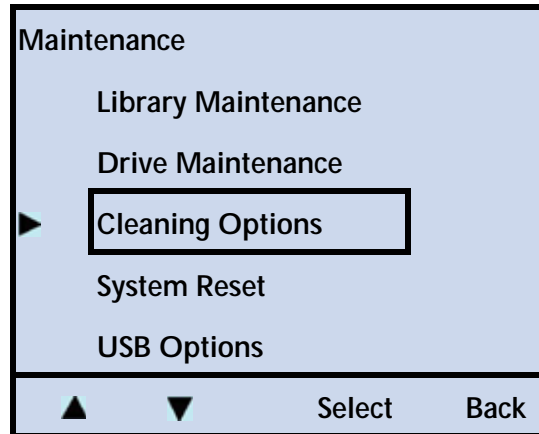 Maintenance
Library Maintenance
Drive Maintenance
Cleaning Options
System Reset
USB Options
Select Back